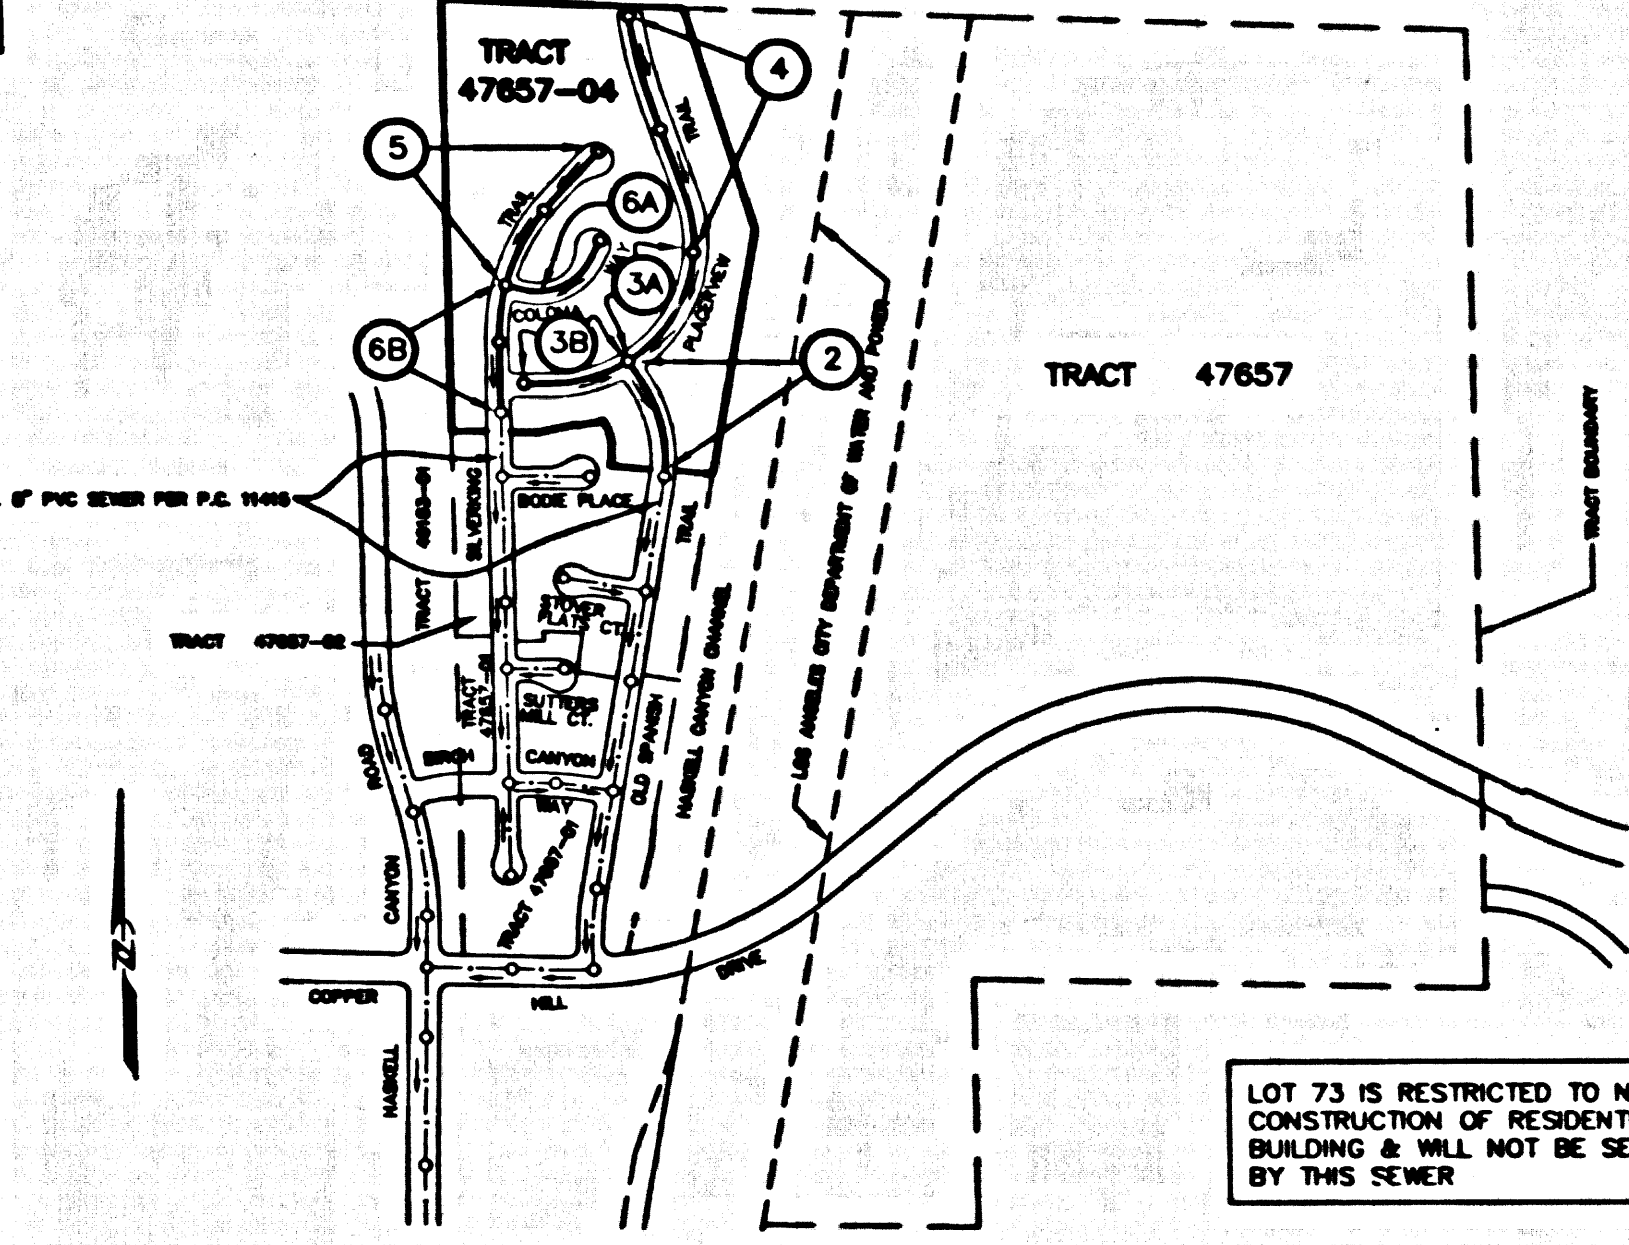 TRACT
47657-04
4
TRAIL
5
6A
TRAIL
WAY
3A
PLACERVIEW
COLOMA
3B
6B
2
TRACT 47657
LOS ANGELES CITY DEPARTMENT OF WATER AND POWER
TRACT BOUNDARY
8" PVC SEWER PER P.C. 11416
TRACT
SILVERKING
BODIE PLACE
TRAIL
STOVER
FLATS CT.
TRACT 47657-02
TRACT
SUTTERS
MILL CT.
HASKELL CANYON CHANNEL
OLD SPANISH
ROAD
BIRCH
CANYON
WAY
TRACT 47657-01
CANYON
N
COPPER
HILL
DRIVE
HASKELL
LOT 73 IS RESTRICTED TO N
CONSTRUCTION OF RESIDENT
BUILDING & WILL NOT BE SE
BY THIS SEWER